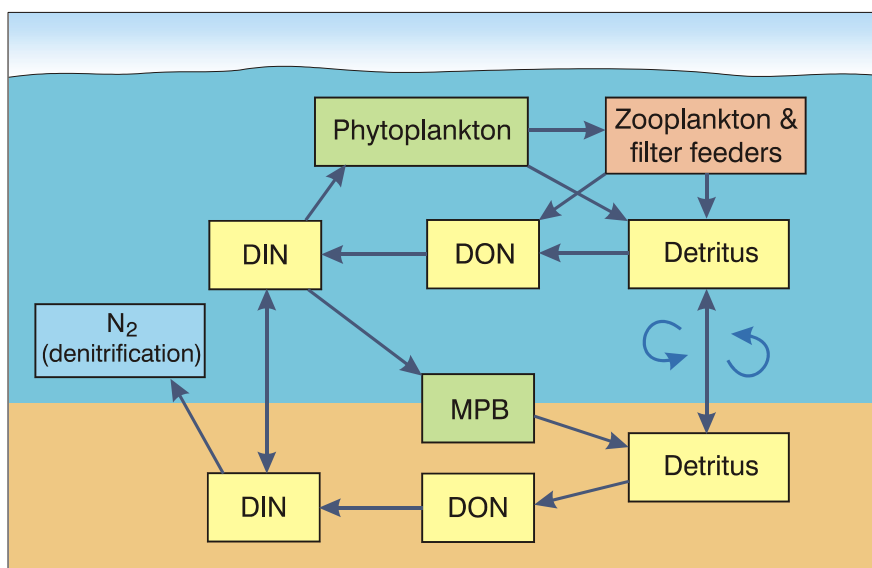 Phytoplankton
Zooplankton &
filter feeders
DIN
DON
Detritus
N₂
(denitrification)
MPB
Detritus
DIN
DON